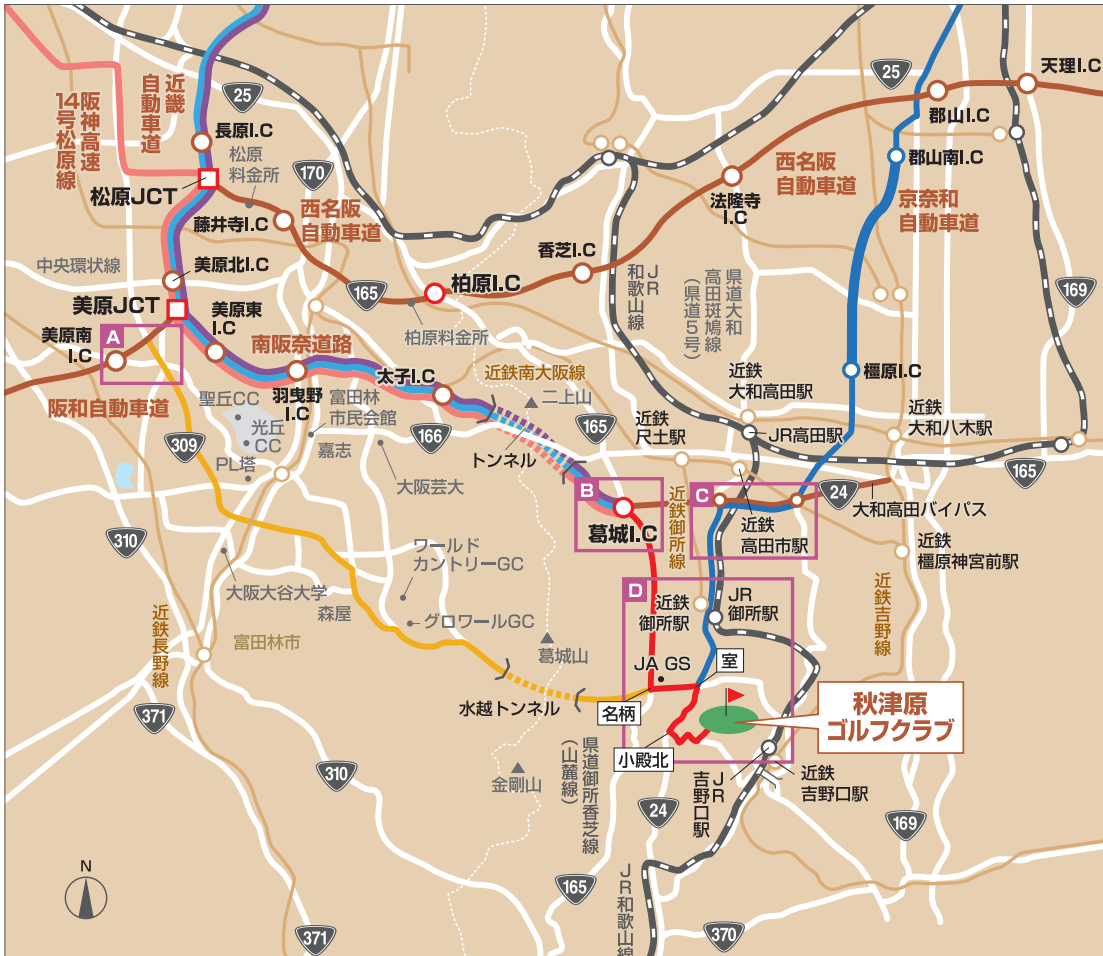 近畿
自動車道
阪神高速
14号松原線
25
長原I.C
松原
料金所
松原JCT
170
藤井寺I.C
西名阪
自動車道
中央環状線
美原北I.C
美原JCT
美原東
I.C
美原南
I.C
A
阪和自動車道
165
柏原I.C
柏原料金所
香芝I.C
法隆寺
I.C
西名阪
自動車道
25
郡山I.C
天理I.C
郡山南I.C
京奈和
自動車道
169
JR
和歌山線
県道大和
高田斑鳩線
(県道5号)
南阪奈道路
羽曳野
I.C
太子I.C
近鉄南大阪線
二上山
聖丘CC
光丘
CC
PL塔
富田林
市民会館
嘉志
大阪芸大
166
トンネル
165
近鉄
尺土駅
近鉄
大和高田駅
JR高田駅
橿原I.C
近鉄
大和八木駅
165
309
310
B
葛城I.C
近鉄御所線
C
近鉄
高田市駅
24
大和高田バイパス
近鉄
橿原神宮前駅
近鉄吉野線
大阪大谷大学
森屋
ワールド
カントリーGC
グロワールGC
葛城山
近鉄長野線
富田林市
D
近鉄
御所駅
JR
御所駅
JA GS
室
名柄
小殿北
水越トンネル
秋津原
ゴルフクラブ
371
310
金剛山
県道御所香芝線
(山麓線)
24
JR
吉野口駅
近鉄
吉野口駅
169
165
JR和歌山線
370
371
N